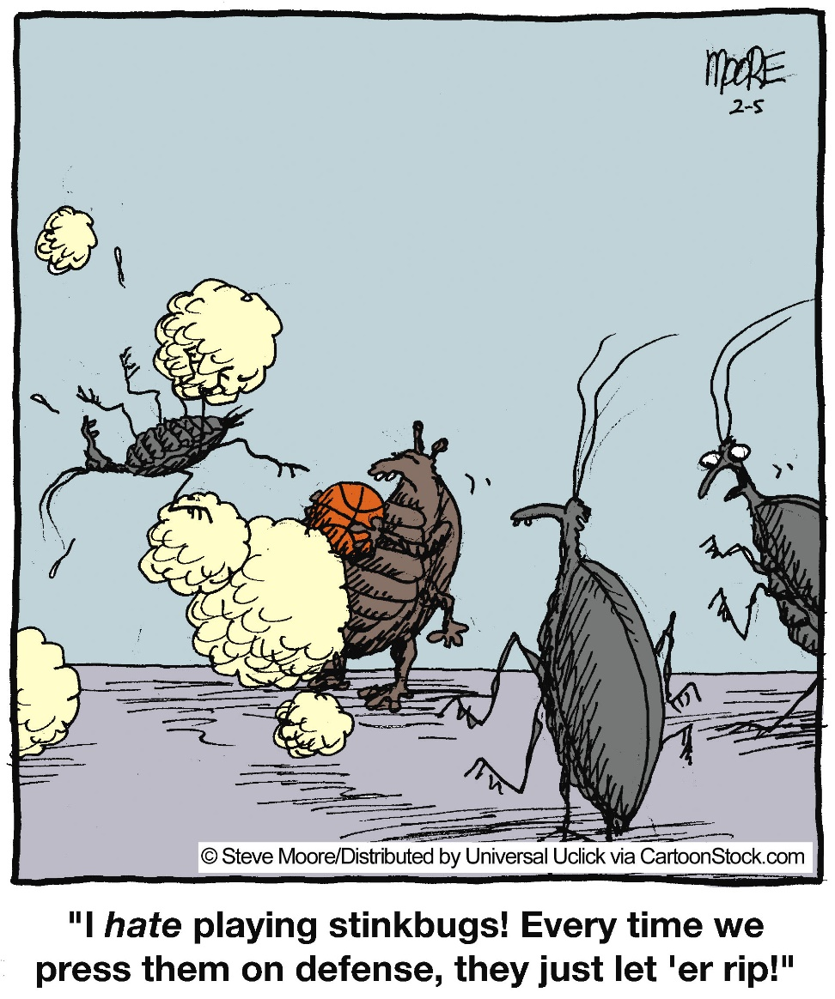 MOORE
2-5
© Steve Moore/Distributed by Universal Uclick via CartoonStock.com
"I hate playing stinkbugs! Every time we
press them on defense, they just let 'er rip!"